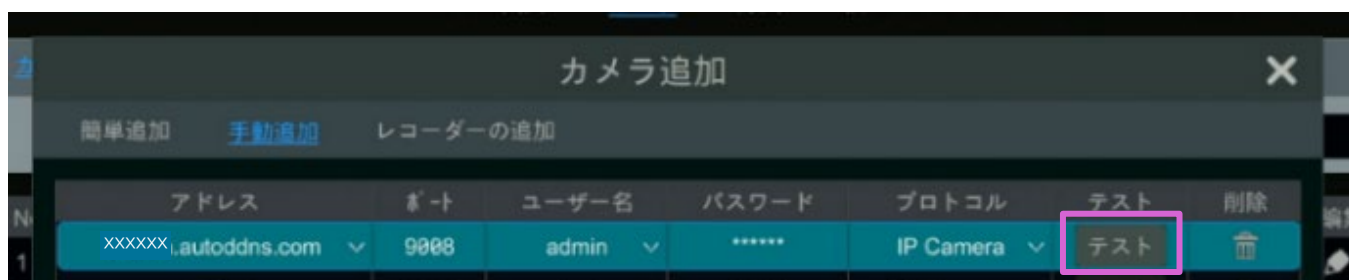 カメラ追加
簡単追加 手動追加 レコーダーの追加
アドレス ポート ユーザー名 パスワード プロトコル テスト 削除
XXXXXX.autoddns.com 9008 admin ****** IP Camera テスト
1